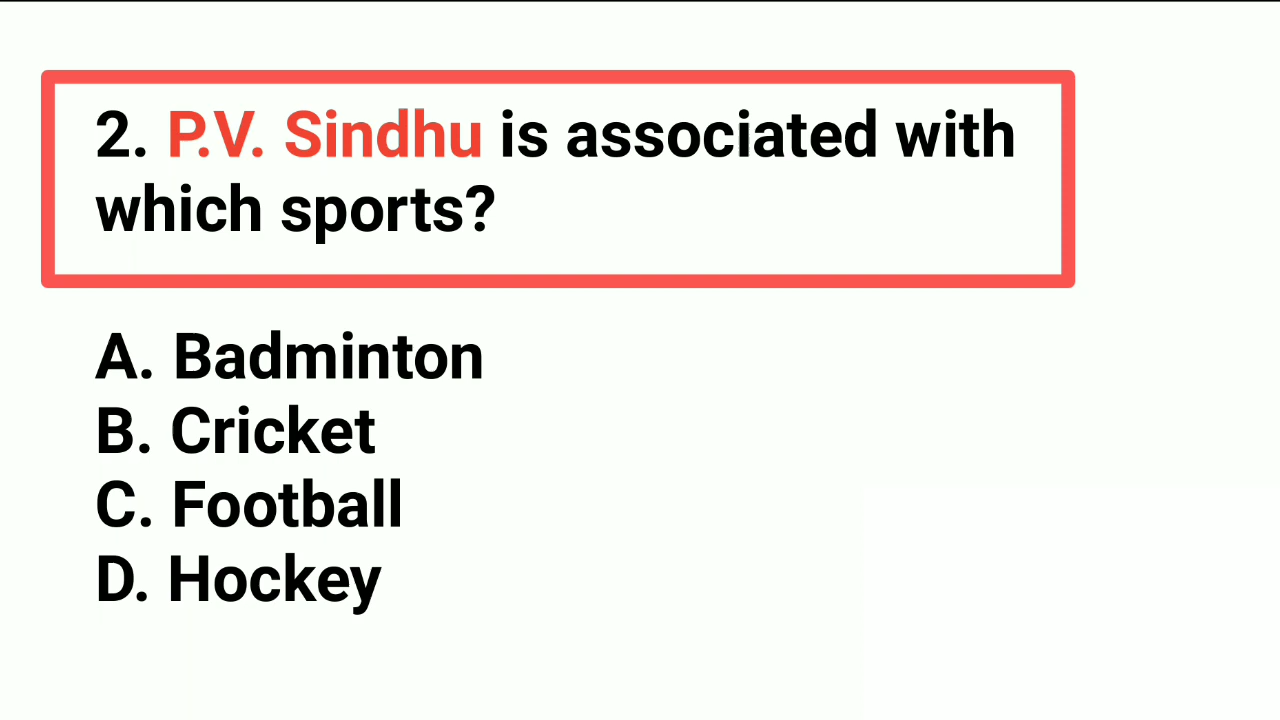 2. P.V. Sindhu is associated with
which sports?
A. Badminton
B. Cricket
C. Football
D. Hockey